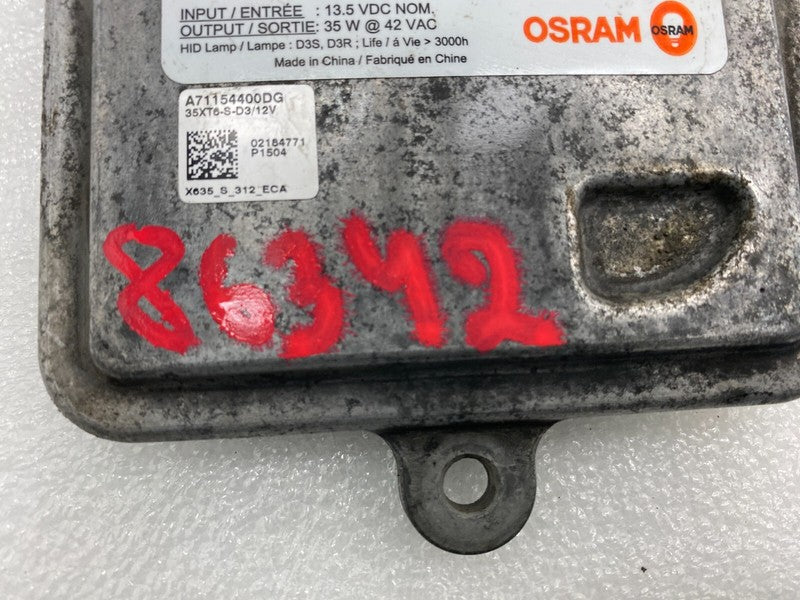 INPUT / ENTRÉE : 13.5 VDC NOM.
OUTPUT / SORTIE: 35 W @ 42 VAC
HID Lamp / Lampe : D3S, D3R ; Life / á Vie > 3000h
Made in China / Fabriqué en Chine
OSRAM
OSRAM
A71154400DG
35XT6-S-D3/12V
02184771
P1504
X635_S_312_ECA
86342